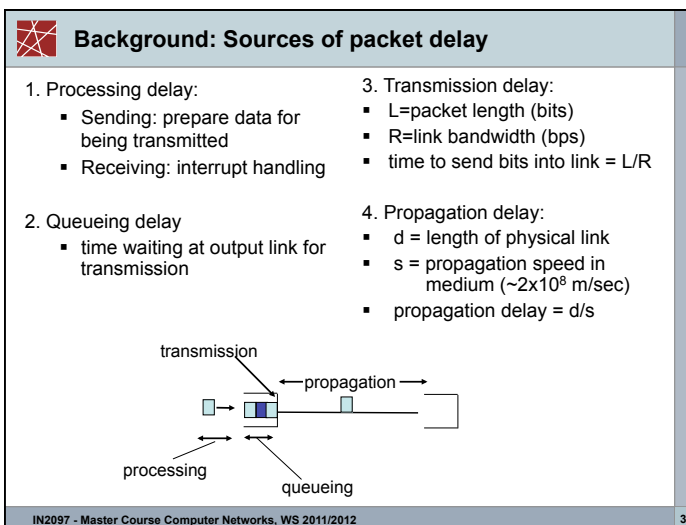 Background: Sources of packet delay
1. Processing delay:
▪ Sending: prepare data for
being transmitted
▪ Receiving: interrupt handling
2. Queueing delay
▪ time waiting at output link for
transmission
3. Transmission delay:
▪ L=packet length (bits)
▪ R=link bandwidth (bps)
▪ time to send bits into link = L/R
4. Propagation delay:
▪ d = length of physical link
▪ s = propagation speed in
medium (~2x10⁸ m/sec)
▪ propagation delay = d/s
transmission
propagation
processing
queueing
IN2097 - Master Course Computer Networks, WS 2011/2012
3